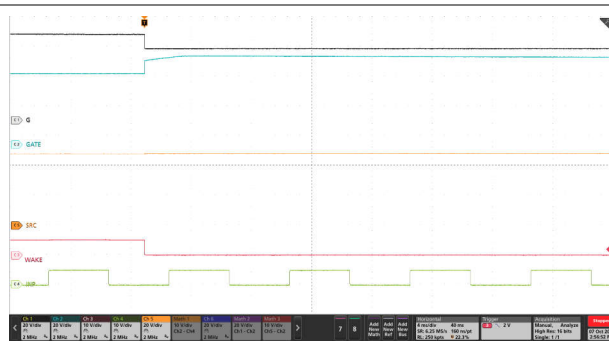 G
GATE
SRC
WAKE
INP
Ch 1 Ch 2 Ch 3 Ch 4 Ch 5 Math 1 Ch 6 Math 2 Math 3
20 V/div 20 V/div 10 V/div 10 V/div 20 V/div 10 V/div 20 V/div 20 V/div 10 V/div
Ch2 - Ch4 Ch1 - Ch2 Ch5 - Ch2
2 MHz 2 MHz 2 MHz 2 MHz 2 MHz 2 MHz
7 8
Add New Math
Add New Ref
Add New Bus
Horizontal
4 ms/div 40 ms
SR: 6.25 MS/s 160 ns/pt
RL: 250 kpts 22.3%
Trigger
2 V
Acquisition
Manual, Analyze
High Res: 16 bits
Single: 1 /1
Stopped